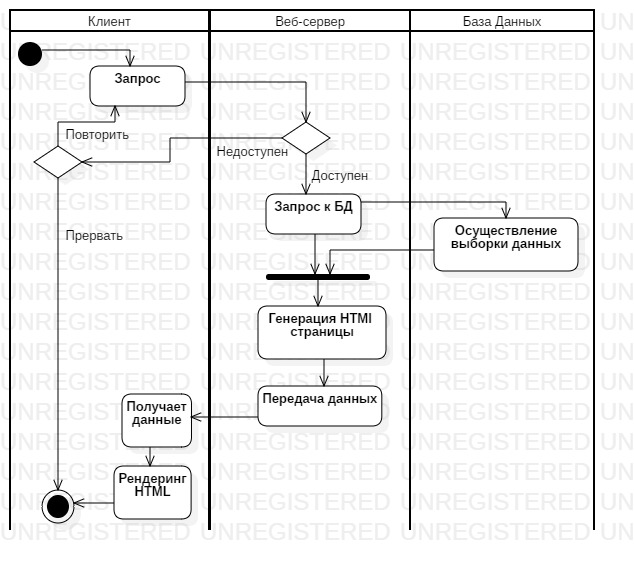 Клиент
Веб-сервер
База Данных
Запрос
Повторить
Недоступен
Доступен
Запрос к БД
Прервать
Осуществление
выборки данных
Генерация HTMl
страницы
Передача данных
Получает
данные
Рендеринг
HTML
UNREGISTERED